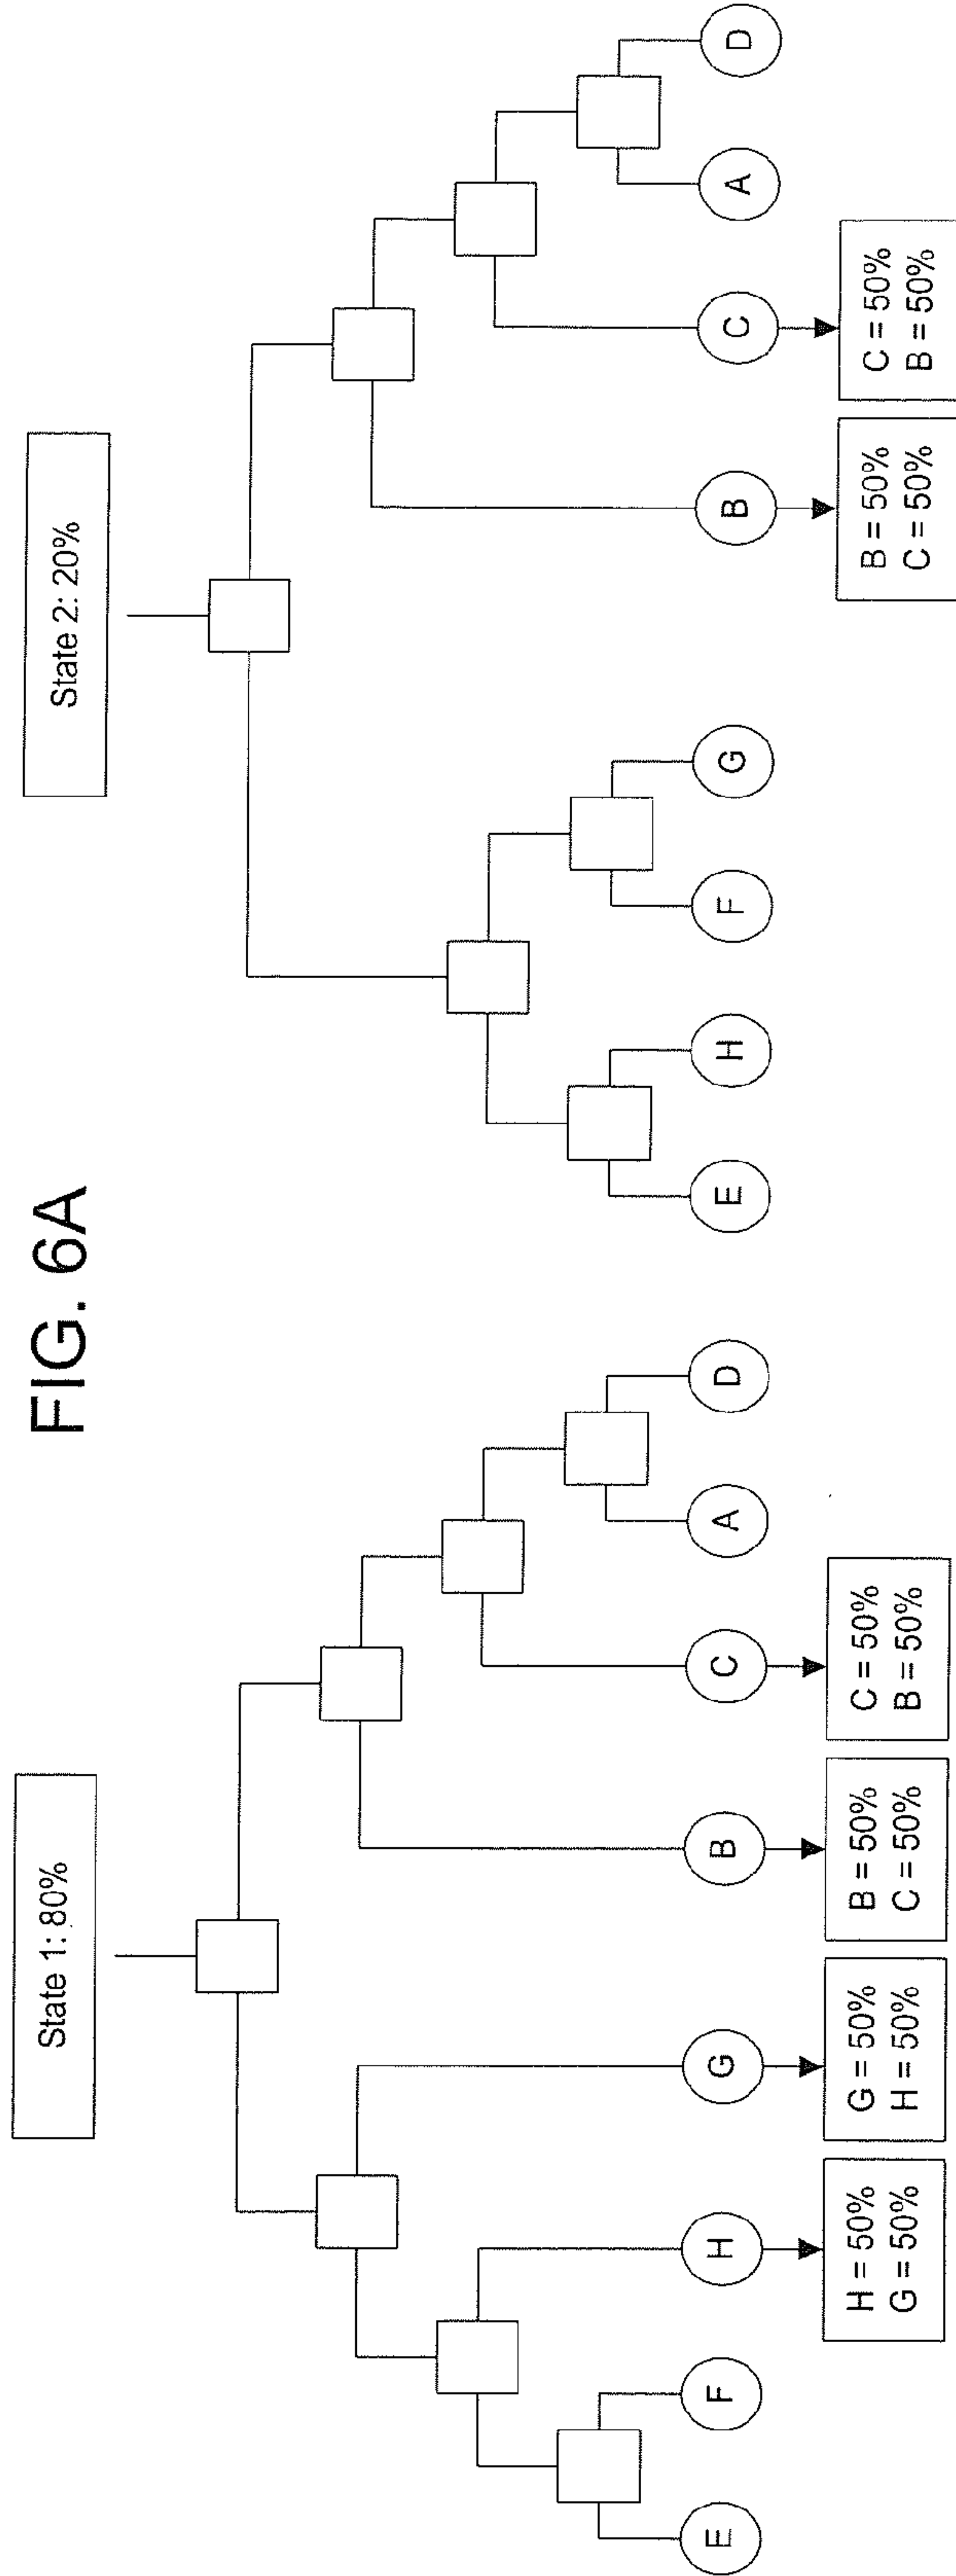 FIG. 6A
State 1: 80%
E
F
H
G
B
C
A
D
H = 50%
G = 50%
G = 50%
H = 50%
B = 50%
C = 50%
C = 50%
B = 50%
State 2: 20%
E
H
F
G
B
C
A
D
B = 50%
C = 50%
C = 50%
B = 50%